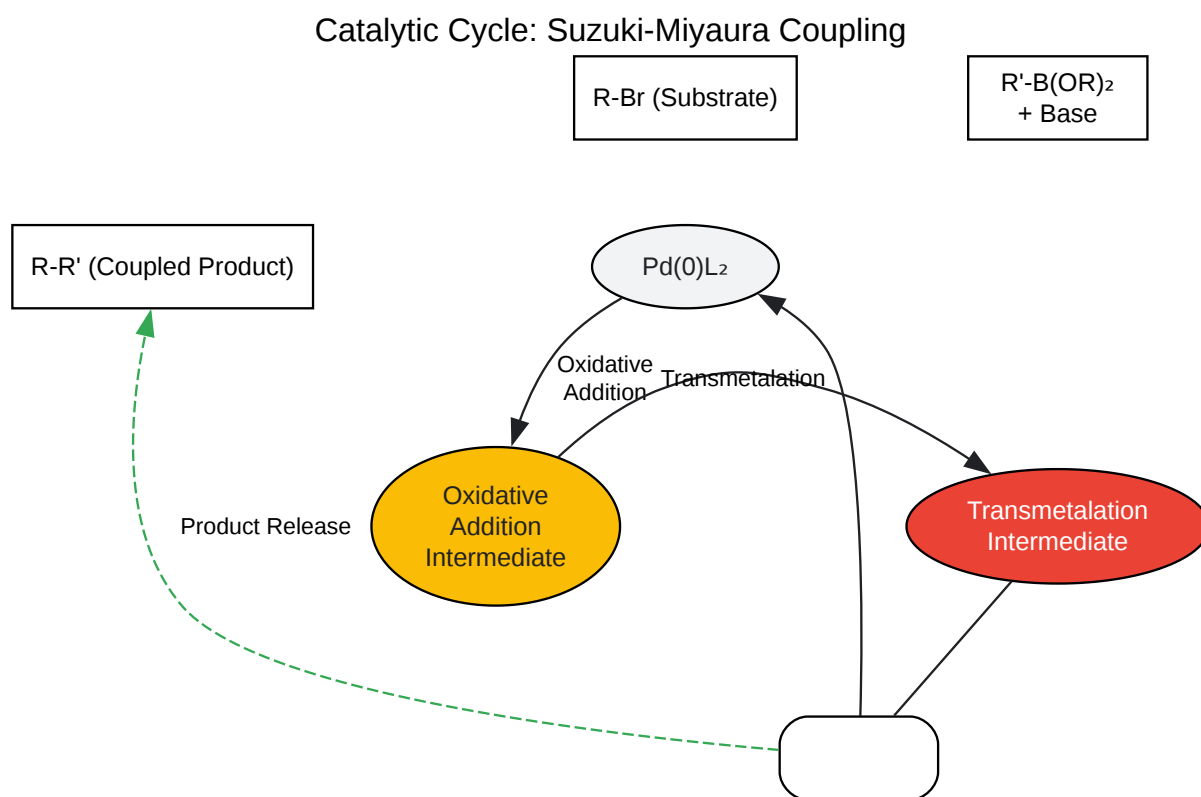 Catalytic Cycle: Suzuki-Miyaura Coupling
R-Br (Substrate)
R'-B(OR)₂
+ Base
R-R' (Coupled Product)
Pd(0)L₂
Oxidative
Addition
Transmetalation
Oxidative
Addition
Intermediate
Product Release
Transmetalation
Intermediate